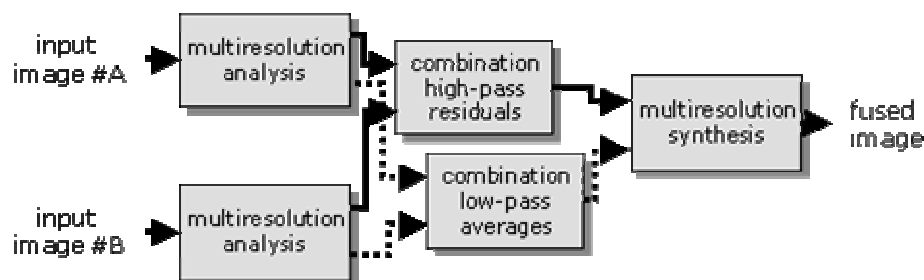 input
image #A
multiresolution
analysis
combination
high-pass
residuals
multiresolution
synthesis
fused
image
input
image #B
multiresolution
analysis
combination
low-pass
averages